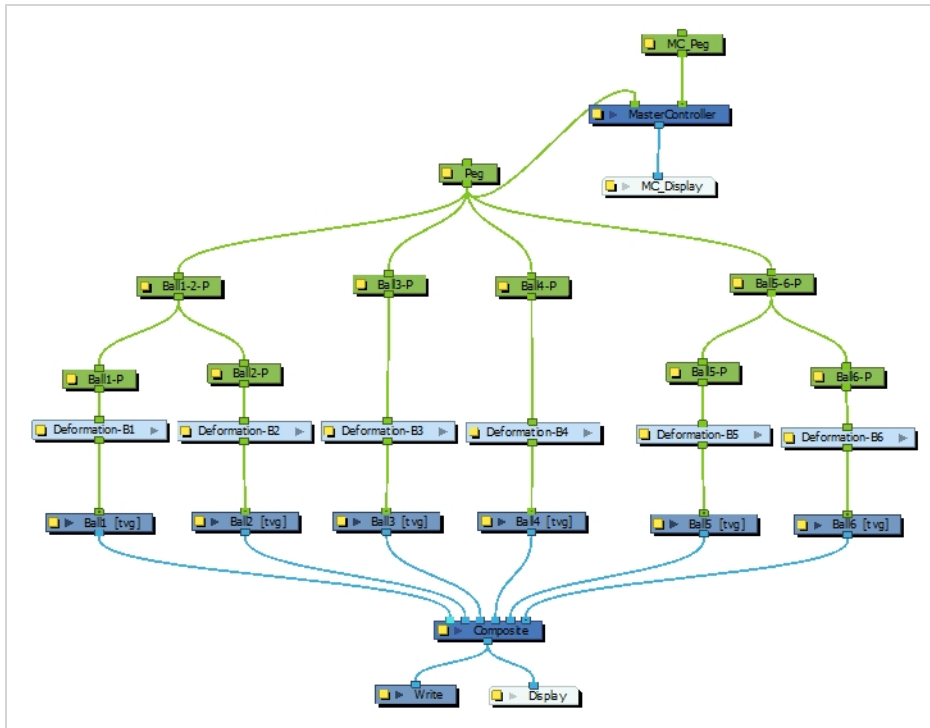 MC_Peg
MasterController
Peg
MC_Display
Ball1-2-P
Ball3-P
Ball4-P
Ball5-6-P
Ball1-P
Ball2-P
Ball5-P
Ball6-P
Deformation-B1
Deformation-B2
Deformation-B3
Deformation-B4
Deformation-B5
Deformation-B6
Ball1 [tvg]
Ball2 [tvg]
Ball3 [tvg]
Ball4 [tvg]
Ball5 [tvg]
Ball6 [tvg]
Composite
Write
Display